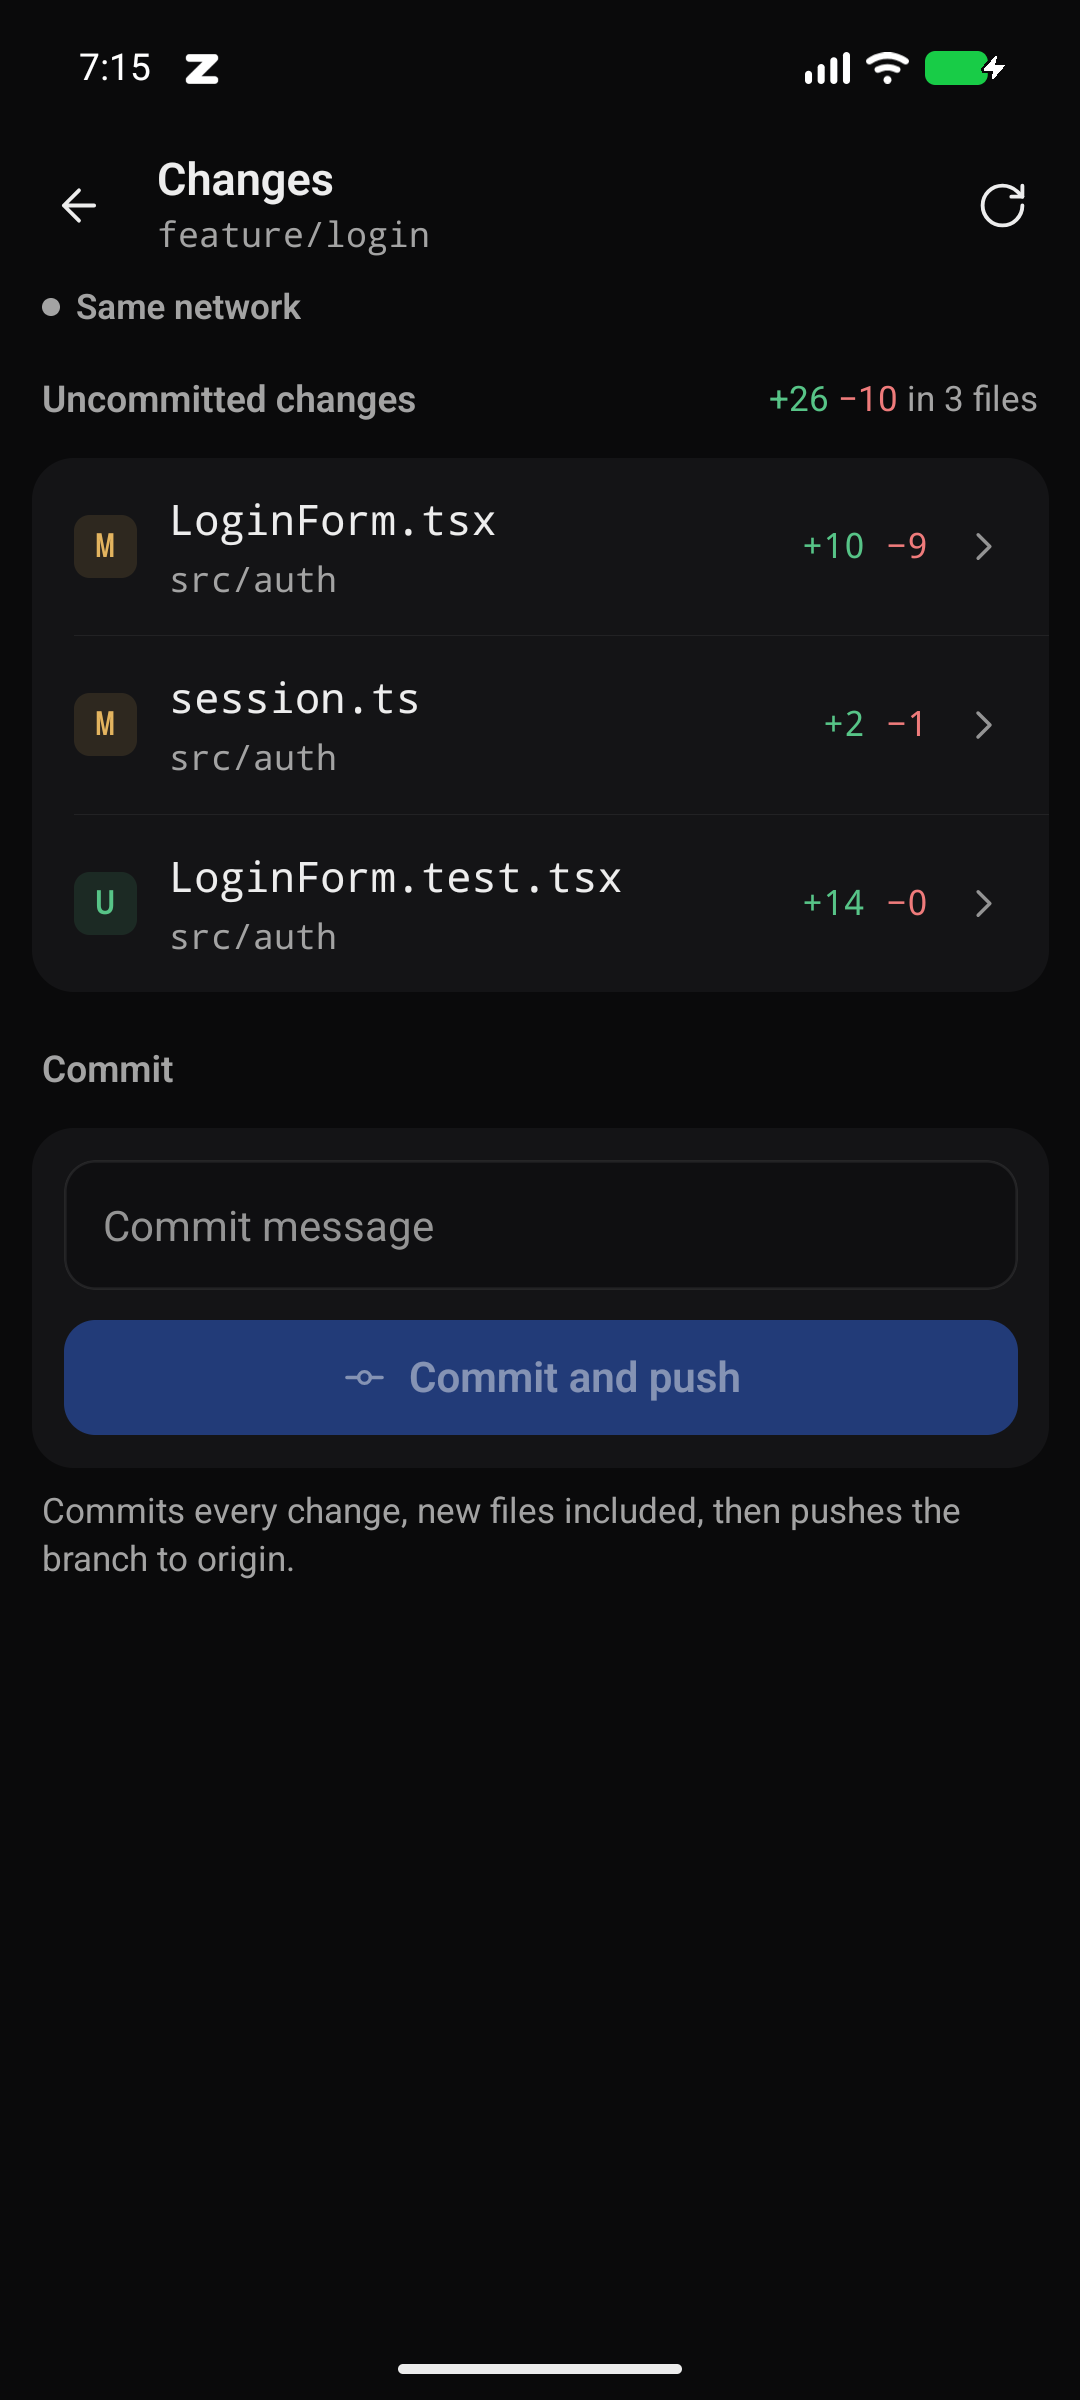 7:15
Changes
feature/login
Same network
Uncommitted changes
+26 −10 in 3 files
M
LoginForm.tsx
src/auth
+10 −9
M
session.ts
src/auth
+2 −1
U
LoginForm.test.tsx
src/auth
+14 −0
Commit
Commit message
Commit and push
Commits every change, new files included, then pushes the
branch to origin.